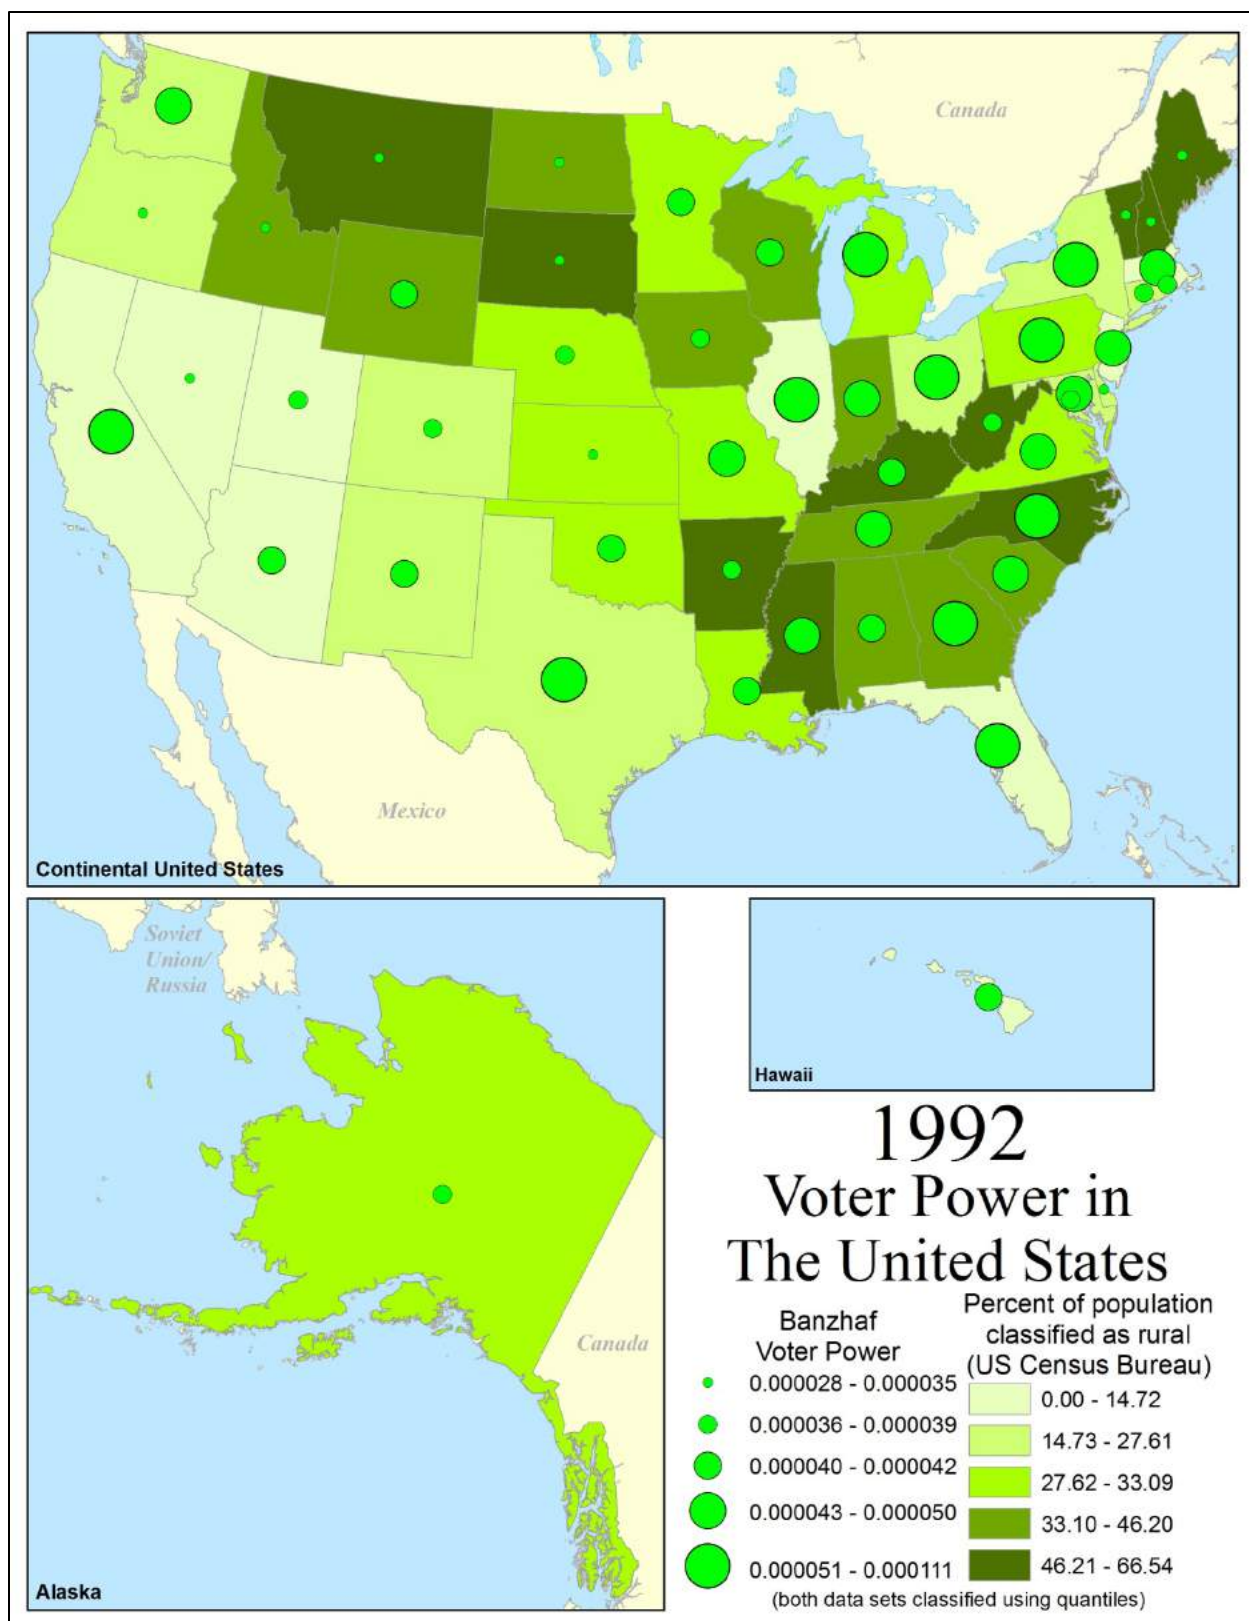 Canada
Mexico
Continental United States
Soviet
Union/
Russia
Canada
Alaska
Hawaii
1992
Voter Power in
The United States
Banzhaf
Voter Power
0.000028 - 0.000035
0.000036 - 0.000039
0.000040 - 0.000042
0.000043 - 0.000050
0.000051 - 0.000111
Percent of population
classified as rural
(US Census Bureau)
0.00 - 14.72
14.73 - 27.61
27.62 - 33.09
33.10 - 46.20
46.21 - 66.54
(both data sets classified using quantiles)